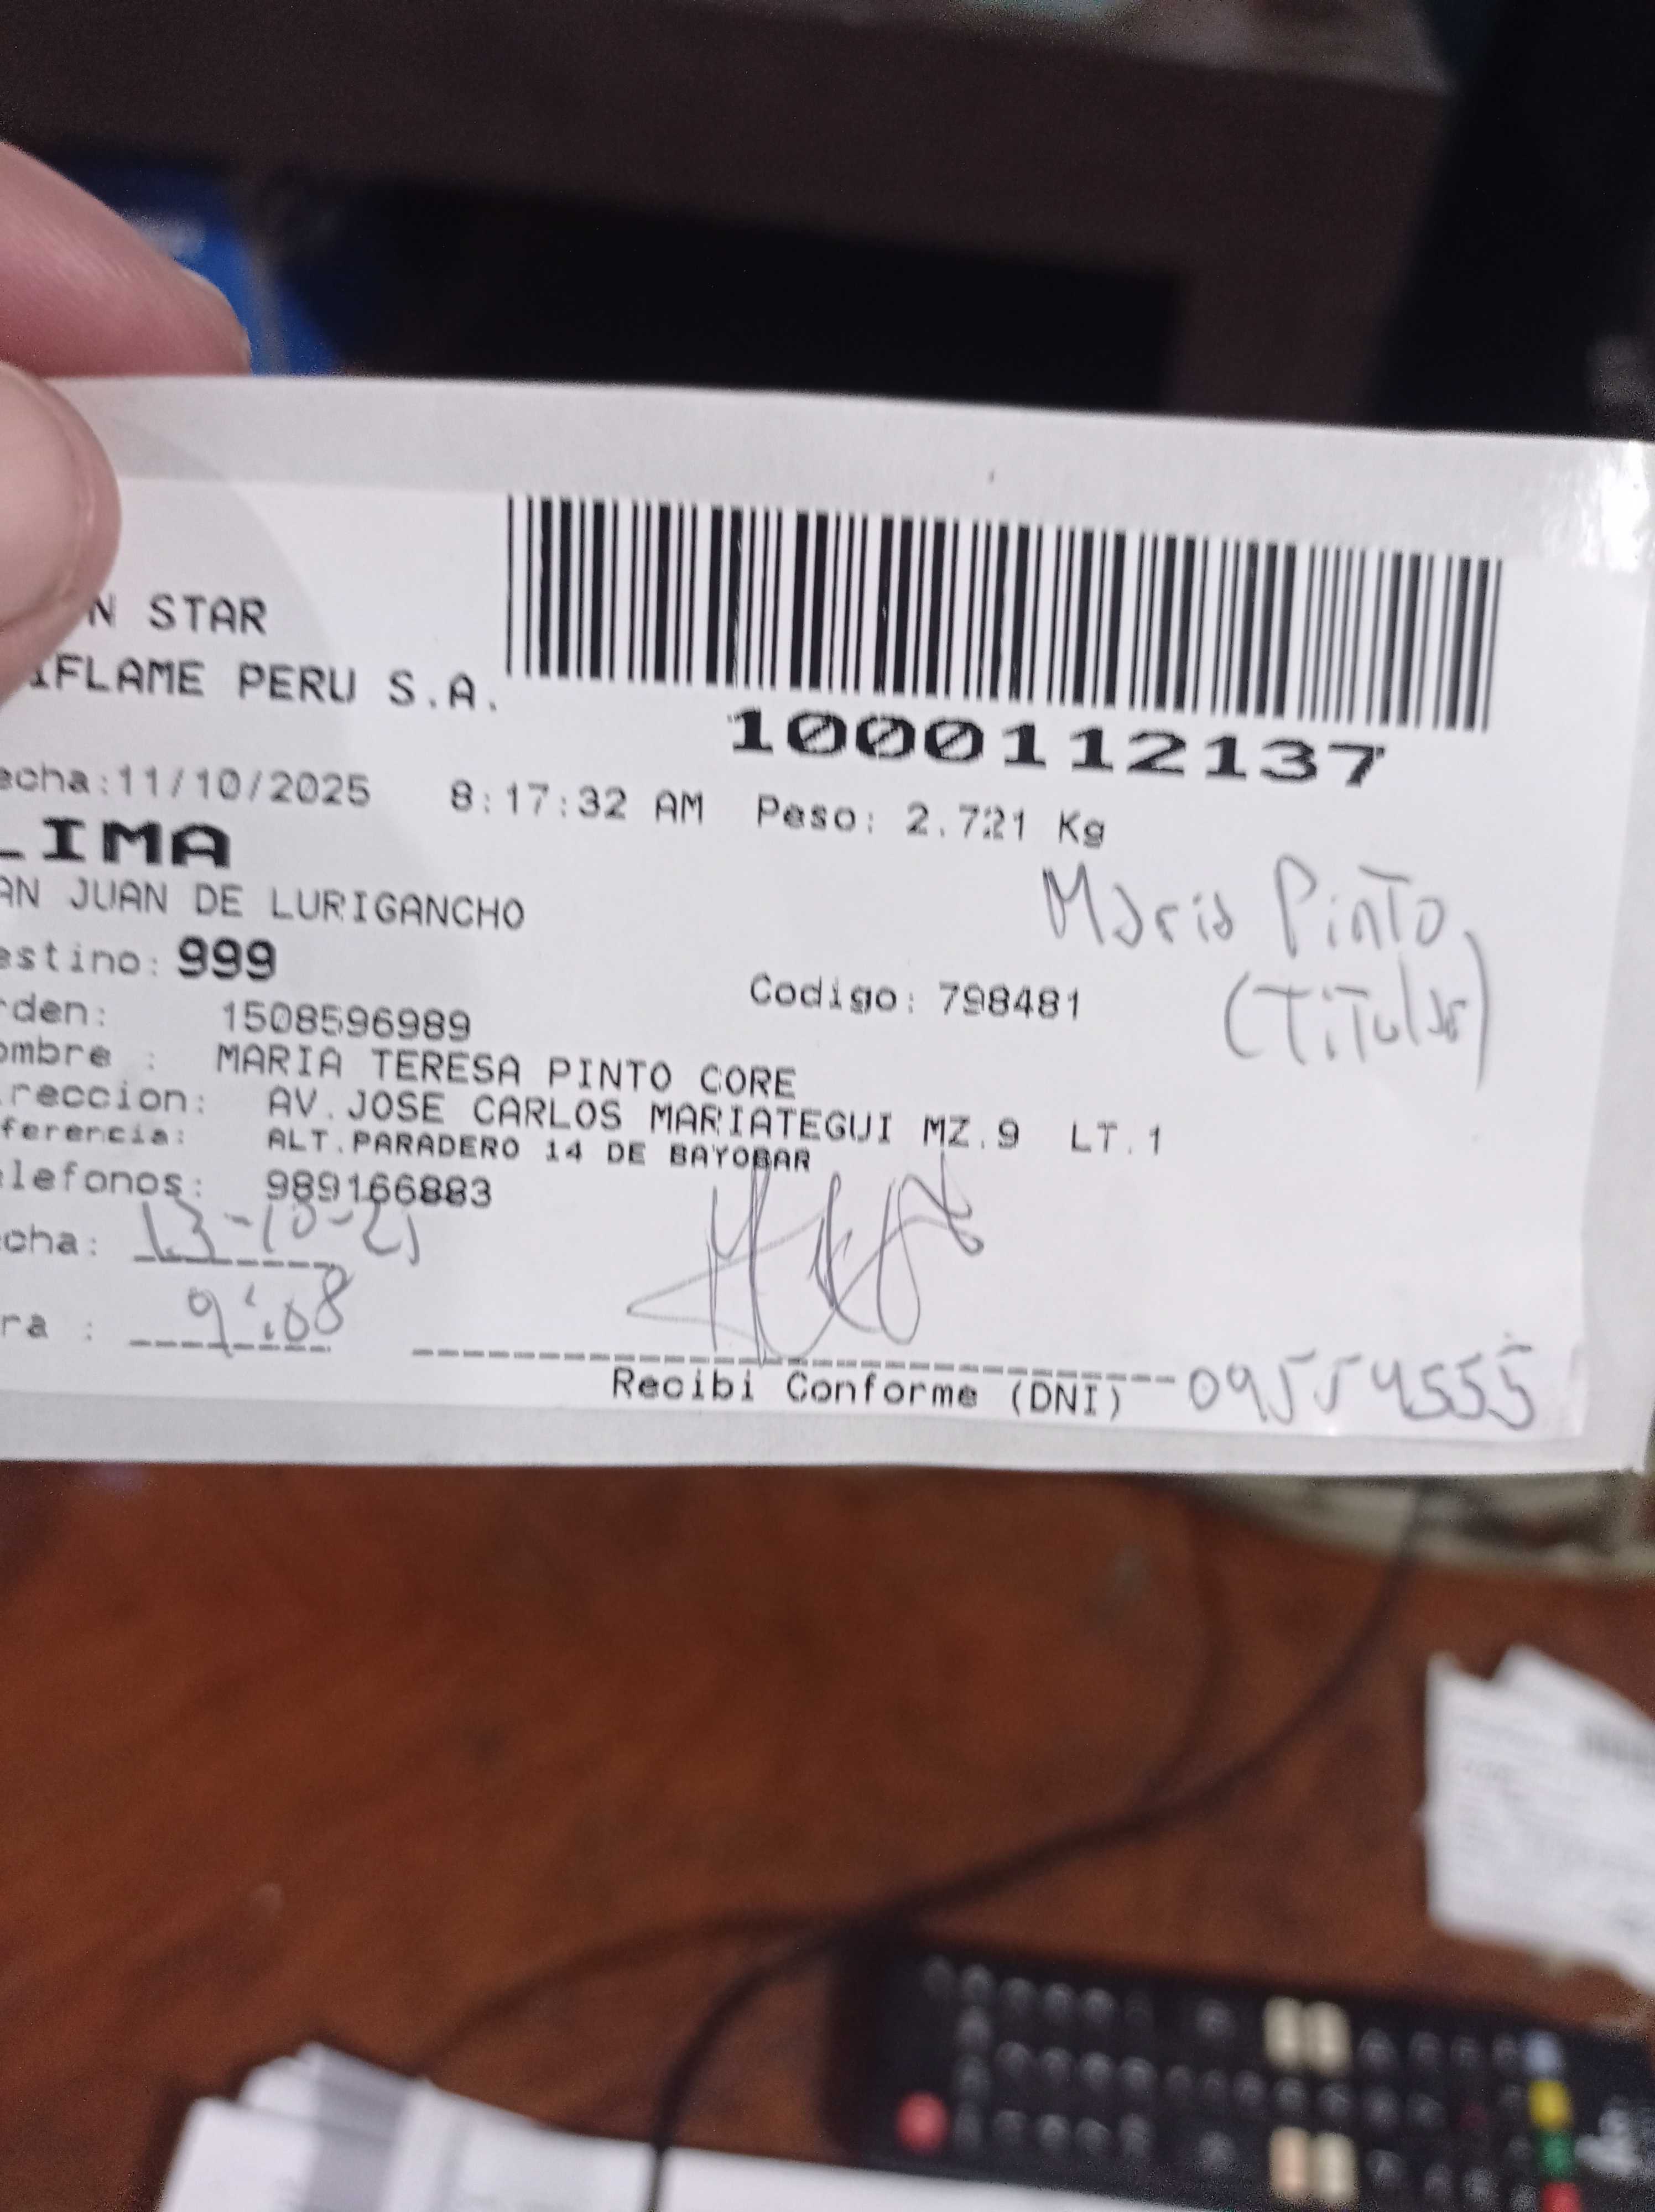 N STAR
IFLAME PERU S.A.
1000112137
echa:11/10/2025 8:17:32 AM Peso: 2.721 Kg
LIMA
AN JUAN DE LURIGANCHO
Maria Pinto
(Titular)
estino: 999
Codigo: 798481
rden: 1508596989
ombre : MARIA TERESA PINTO CORE
reccion: AV.JOSE CARLOS MARIATEGUI MZ.9 LT.1
ferencia: ALT.PARADERO 14 DE BAYOBAR
lefonos: 989166883
cha: 13-10-25
ra : 9:08
Recibi Conforme (DNI) 09554555